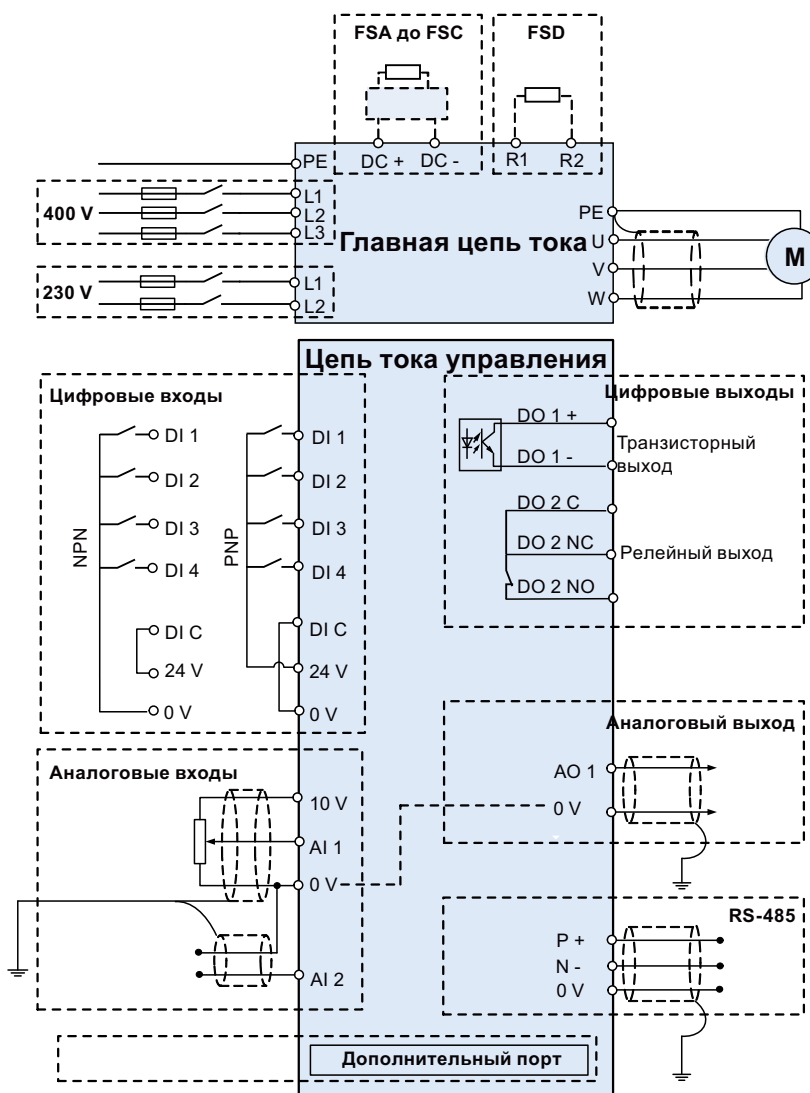 FSA до FSC
FSD
PE
DC +
DC -
R1
R2
400 V
L1
L2
L3
Главная цепь тока
PE
U
V
W
M
230 V
L1
L2
Цепь тока управления
Цифровые входы
NPN
DI 1
DI 2
DI 3
DI 4
DI C
24 V
0 V
PNP
DI 1
DI 2
DI 3
DI 4
DI C
24 V
0 V
Цифровые выходы
DO 1 +
DO 1 -
Транзисторный
выход
DO 2 C
DO 2 NC
DO 2 NO
Релейный выход
Аналоговый выход
AO 1
0 V
Аналоговые входы
10 V
AI 1
0 V
AI 2
RS-485
P +
N -
0 V
Дополнительный порт